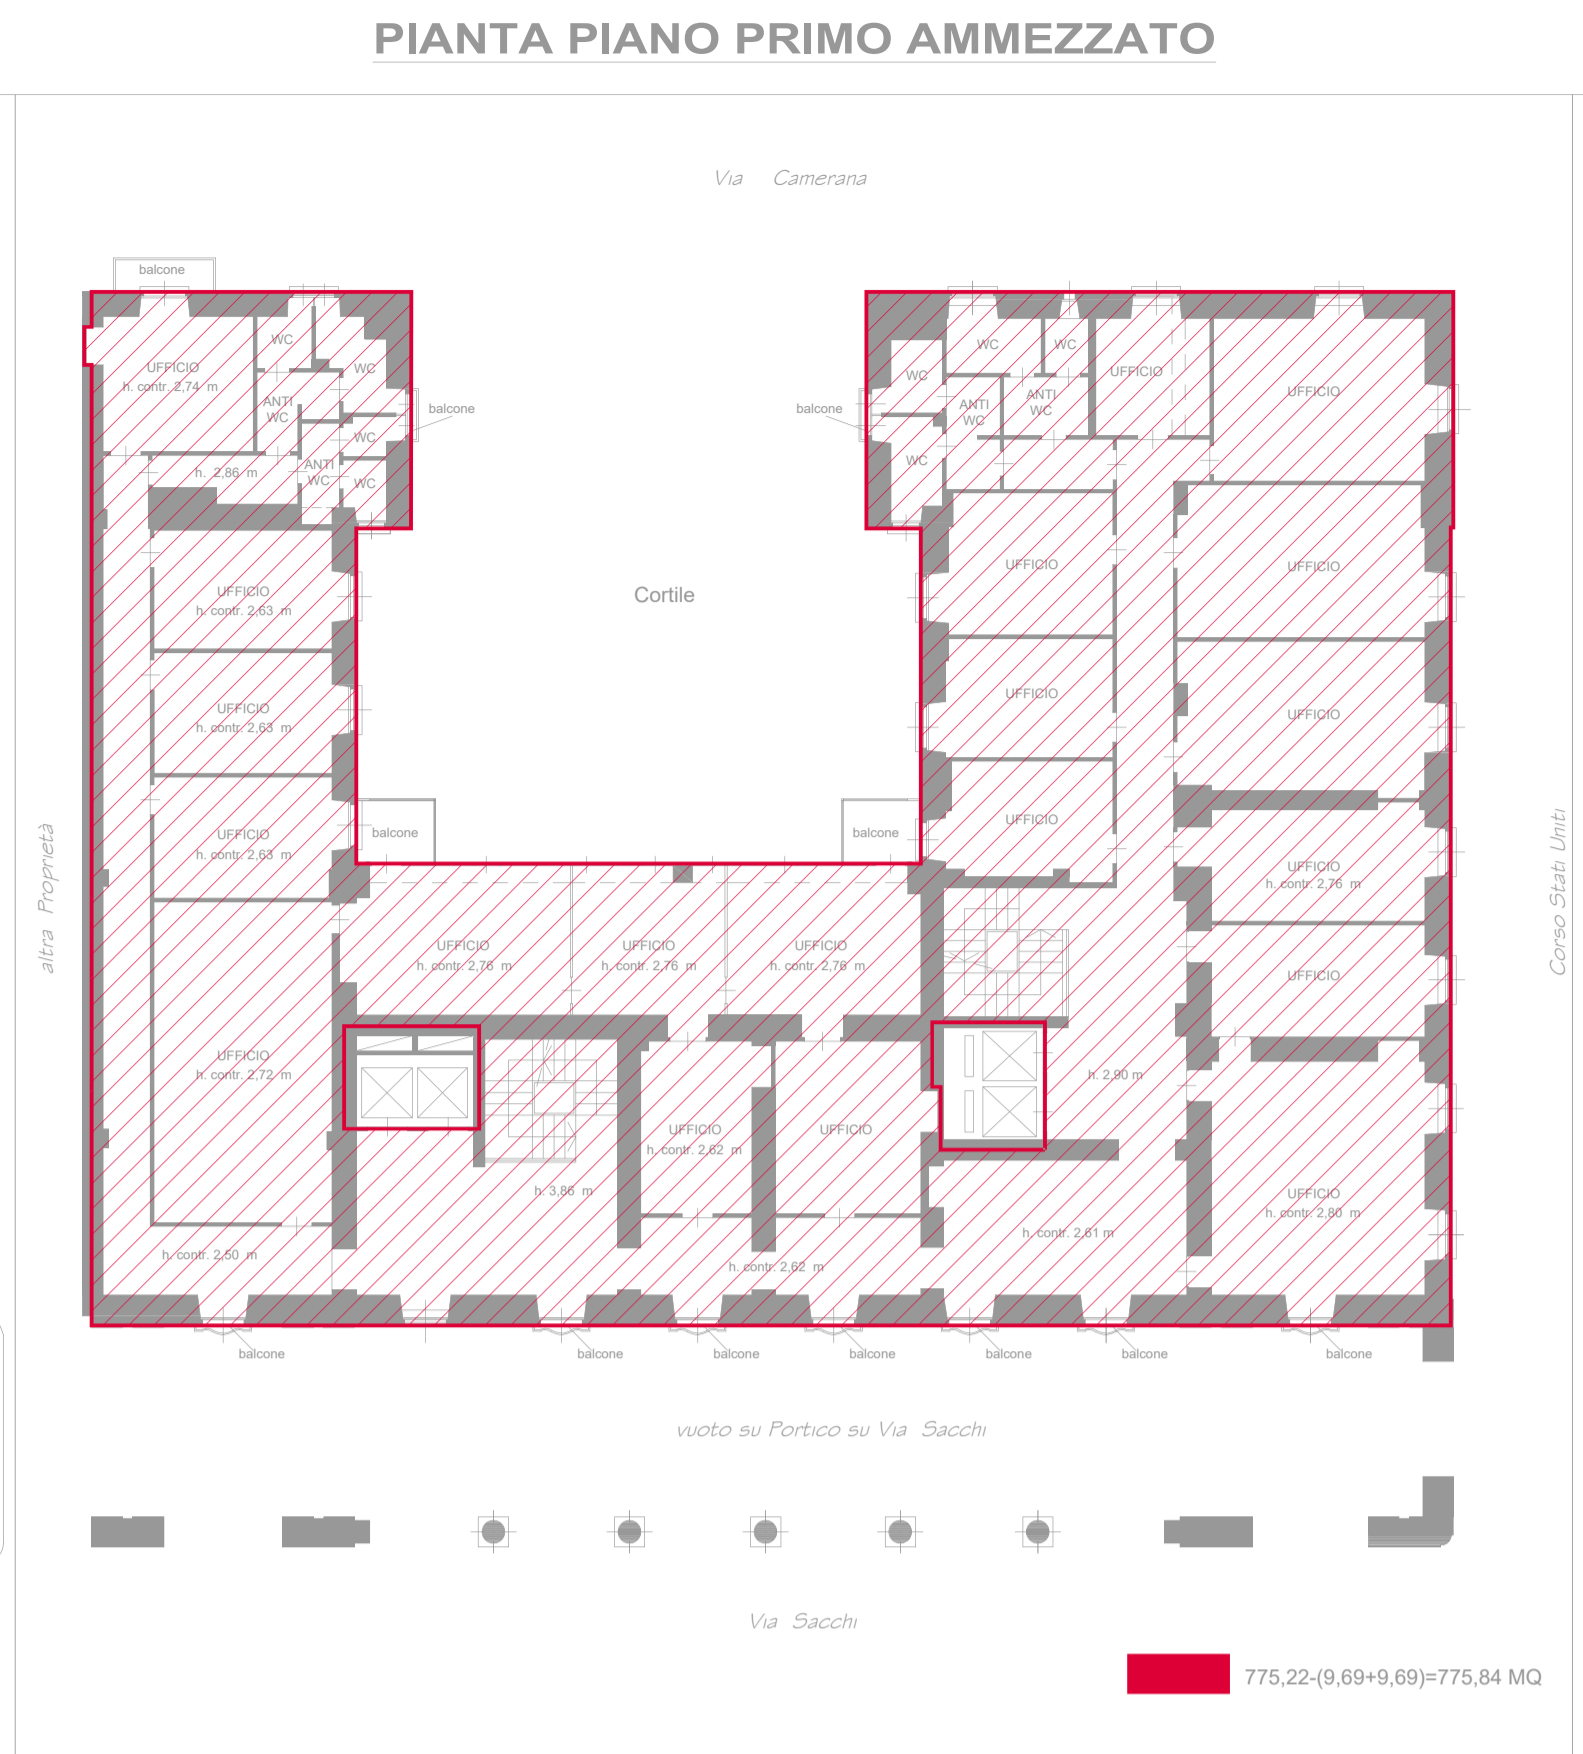 PIANTA PIANO PRIMO AMMEZZATO
Via Camerana
balcone
UFFICIO
h. contr. 2,74 m
WC
WC
ANTI
WC
WC
WC
ANTI
WC
h. 2,86 m
balcone
balcone
WC
WC
WC
WC
ANTI
WC
ANTI
WC
UFFICIO
UFFICIO
UFFICIO
h. contr. 2,63 m
UFFICIO
h. contr. 2,63 m
UFFICIO
h. contr. 2,63 m
Cortile
UFFICIO
UFFICIO
UFFICIO
UFFICIO
UFFICIO
balcone
balcone
altra Proprietà
Corso Stati Uniti
UFFICIO
h. contr. 2,76 m
UFFICIO
h. contr. 2,76 m
UFFICIO
h. contr. 2,76 m
UFFICIO
h. contr. 2,76 m
UFFICIO
UFFICIO
h. contr. 2,72 m
h. 2,90 m
UFFICIO
h. contr. 2,62 m
UFFICIO
h. 3,86 m
UFFICIO
h. contr. 2,80 m
h. contr. 2,50 m
h. contr. 2,62 m
h. contr. 2,61 m
balcone
balcone
balcone
balcone
balcone
balcone
balcone
vuoto su Portico su Via Sacchi
Via Sacchi
775,22-(9,69+9,69)=775,84 MQ